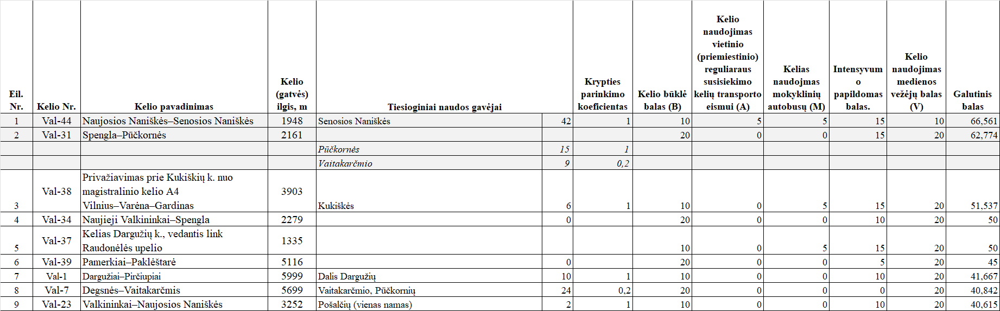 Eil. Nr. | Kelio Nr. | Kelio pavadinimas | Kelio (gatvės) ilgis, m | Tiesioginiai naudos gavėjai | Krypties parinkimo koeficientas | Kelio būklė balas (B) | Kelio naudojimas vietinio (priemiestinio) reguliaraus susisiekimo kelių transporto eismui (A) | Kelias naudojmas mokyklinių autobusų (M) | Intensyvum o papildomas balas. | Kelio naudojimas medienos vežėjų balas (V) | Galutinis balas
1 | Val-44 | Naujosios Naniškės–Senosios Naniškės | 1948 | Senosios Naniškės | 42 | 1 | 10 | 5 | 5 | 15 | 10 | 66,561
2 | Val-31 | Spengla–Pūčkornės | 2161 | 20 | 0 | 0 | 15 | 20 | 62,774
Pūčkornės | 15 | 1
Vaitakarčmio | 9 | 0,2
3 | Val-38 | Privažiavimas prie Kukiškių k. nuo magistralinio kelio A4 Vilnius–Varėna–Gardinas | 3903 | Kukiškės | 6 | 1 | 10 | 0 | 5 | 15 | 20 | 51,537
4 | Val-34 | Naujieji Valkininkai–Spengla | 2279 | 0 | 20 | 0 | 0 | 10 | 20 | 50
5 | Val-37 | Kelias Dargužių k., vedantis link Raudonėlės upelio | 1335 | 10 | 0 | 5 | 15 | 20 | 50
6 | Val-39 | Pamerkiai–Paklėštarė | 5116 | 0 | 20 | 0 | 0 | 5 | 20 | 45
7 | Val-1 | Dargužiai–Pirčiupiai | 5999 | Dalis Dargužių | 10 | 1 | 10 | 0 | 0 | 10 | 20 | 41,667
8 | Val-7 | Degsnės–Vaitakarčmis | 5699 | Vaitakarčmio, Pūčkornių | 24 | 0,2 | 20 | 0 | 0 | 0 | 20 | 40,842
9 | Val-23 | Valkininkai–Naujosios Naniškės | 3252 | Pošalčių (vienas namas) | 2 | 1 | 10 | 0 | 0 | 10 | 20 | 40,615